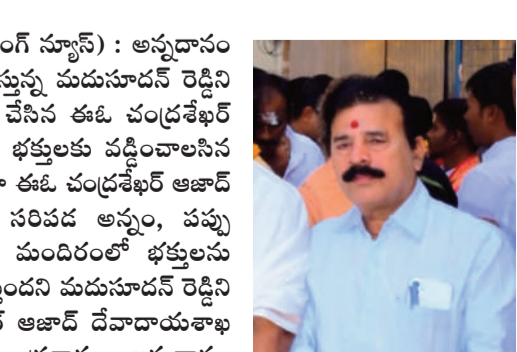 ంగ్ న్యూస్) : అన్నదానం
స్తున్న మదుసూదన్ రెడ్డిని
చేసిన ఈఓ చంద్రశేఖర్
భక్తులకు వడ్డించాలసిన
ా ఈఓ చంద్రశేఖర్ ఆజాద్
సరిపడ అన్నం, పప్పు
మందిరంలో భక్తులను
్తుందని మదుసూదన్ రెడ్డిని
ర్ ఆజాద్ దేవాదాయశాఖ